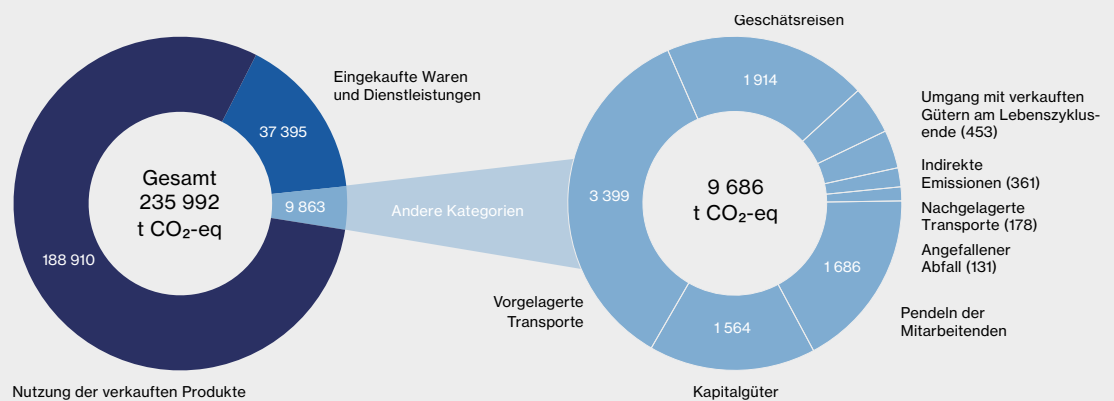 Geschätsreisen
Eingekaufte Waren
und Dienstleistungen
37 395
Gesamt
235 992
t CO₂-eq
9 863
188 910
Nutzung der verkauften Produkte
Andere Kategorien
1 914
3 399
9 686
t CO₂-eq
1 686
1 564
Vorgelagerte
Transporte
Kapitalgüter
Umgang mit verkauften
Gütern am Lebenszyklus-
ende (453)
Indirekte
Emissionen (361)
Nachgelagerte
Transporte (178)
Angefallener
Abfall (131)
Pendeln der
Mitarbeitenden